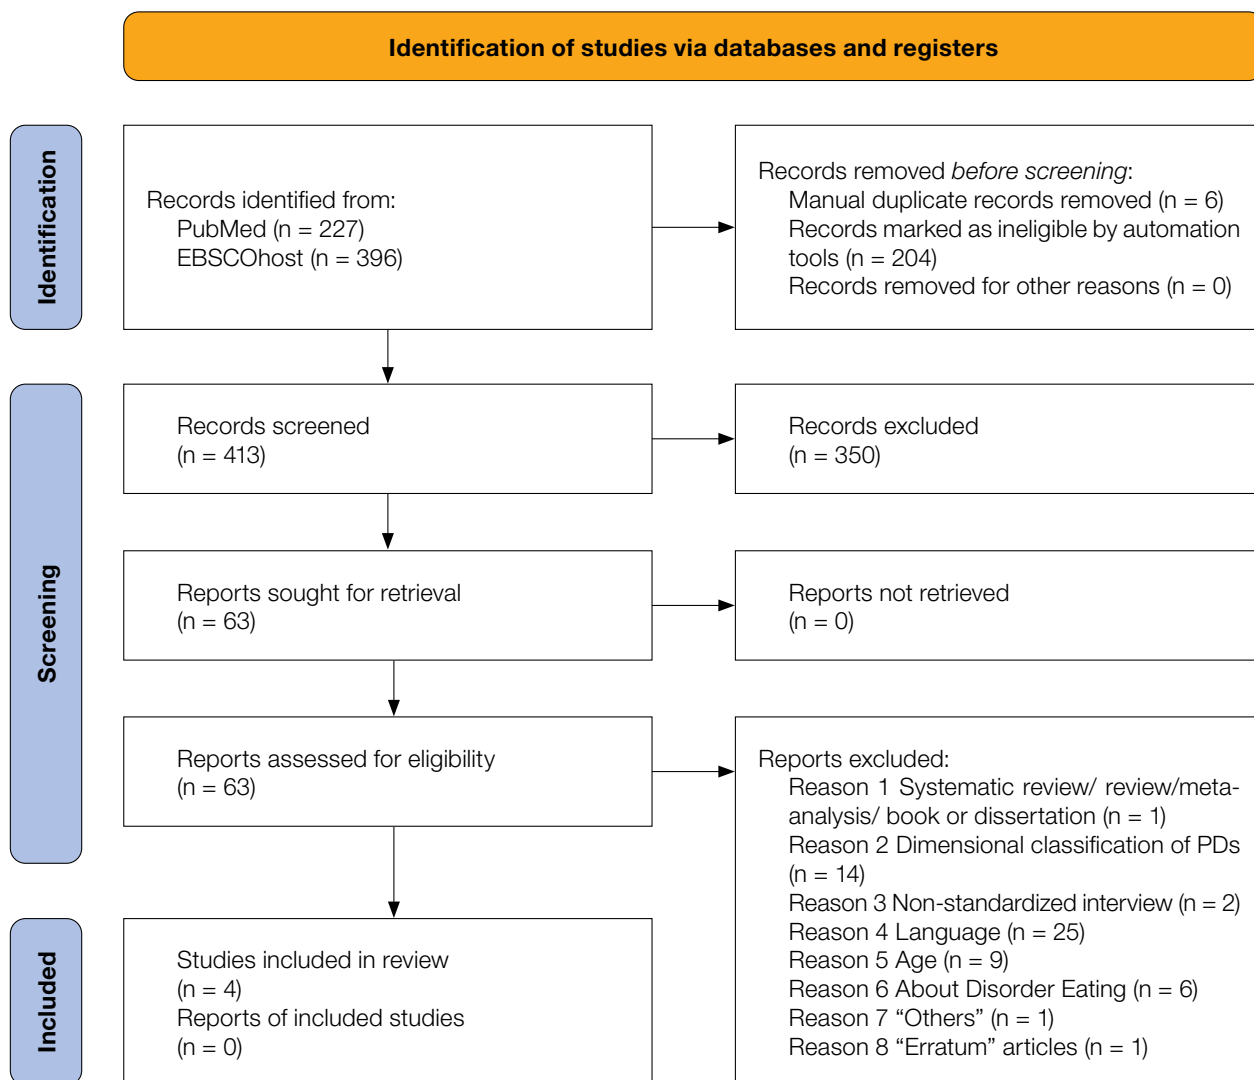 Identification of studies via databases and registers
Identification
Records identified from:
PubMed (n = 227)
EBSCOhost (n = 396)
Records removed before screening:
Manual duplicate records removed (n = 6)
Records marked as ineligible by automation
tools (n = 204)
Records removed for other reasons (n = 0)
Screening
Records screened
(n = 413)
Records excluded
(n = 350)
Reports sought for retrieval
(n = 63)
Reports not retrieved
(n = 0)
Reports assessed for eligibility
(n = 63)
Reports excluded:
Reason 1 Systematic review/ review/meta-
analysis/ book or dissertation (n = 1)
Reason 2 Dimensional classification of PDs
(n = 14)
Reason 3 Non-standardized interview (n = 2)
Reason 4 Language (n = 25)
Reason 5 Age (n = 9)
Reason 6 About Disorder Eating (n = 6)
Reason 7 “Others” (n = 1)
Reason 8 “Erratum” articles (n = 1)
Included
Studies included in review
(n = 4)
Reports of included studies
(n = 0)